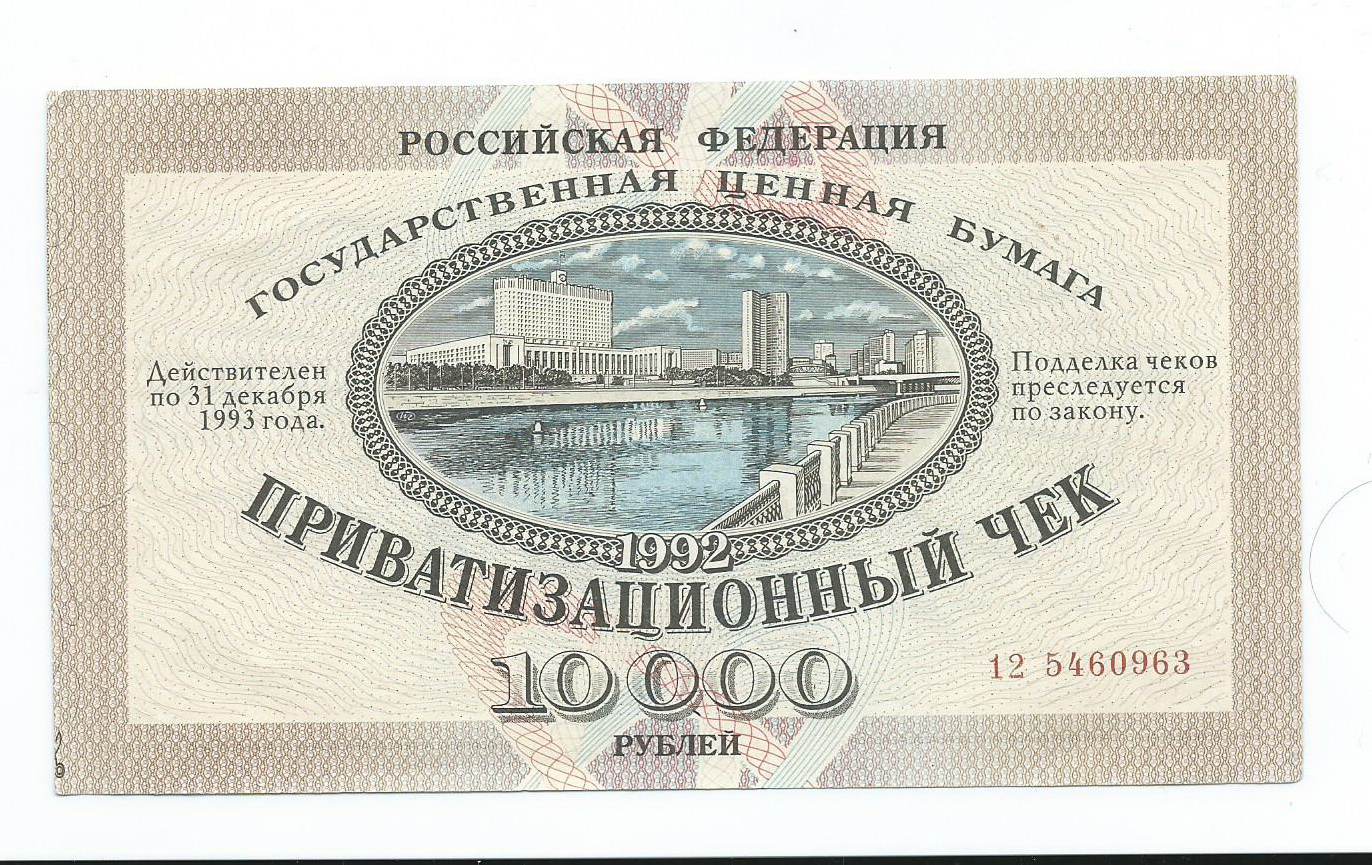 РОССИЙСКАЯ ФЕДЕРАЦИЯ
ГОСУДАРСТВЕННАЯ ЦЕННАЯ БУМАГА
Действителен
по 31 декабря
1993 года.
Подделка чеков
преследуется
по закону.
1992
ПРИВАТИЗАЦИОННЫЙ ЧЕК
10 000
РУБЛЕЙ
12 5460963